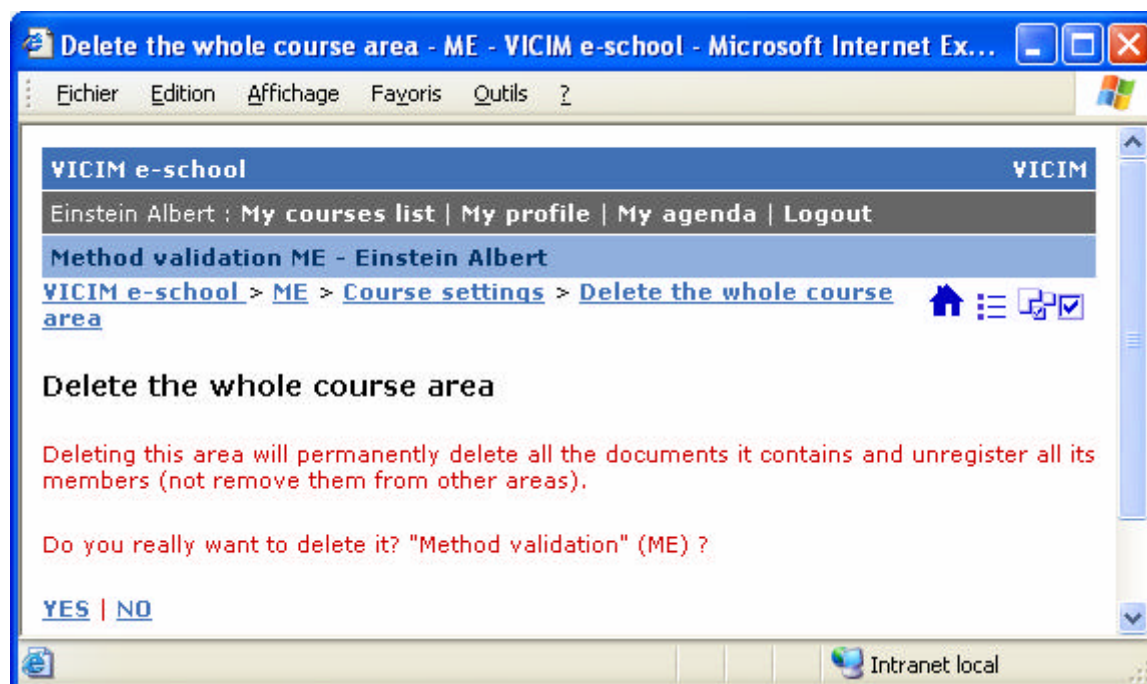 Delete the whole course area - ME - VICIM e-school - Microsoft Internet Ex...
Fichier Edition Affichage Favoris Outils ?
VICIM e-school VICIM
Einstein Albert : My courses list | My profile | My agenda | Logout
Method validation ME - Einstein Albert
VICIM e-school > ME > Course settings > Delete the whole course
area
Delete the whole course area
Deleting this area will permanently delete all the documents it contains and unregister all its
members (not remove them from other areas).
Do you really want to delete it? "Method validation" (ME) ?
YES | NO
Intranet local